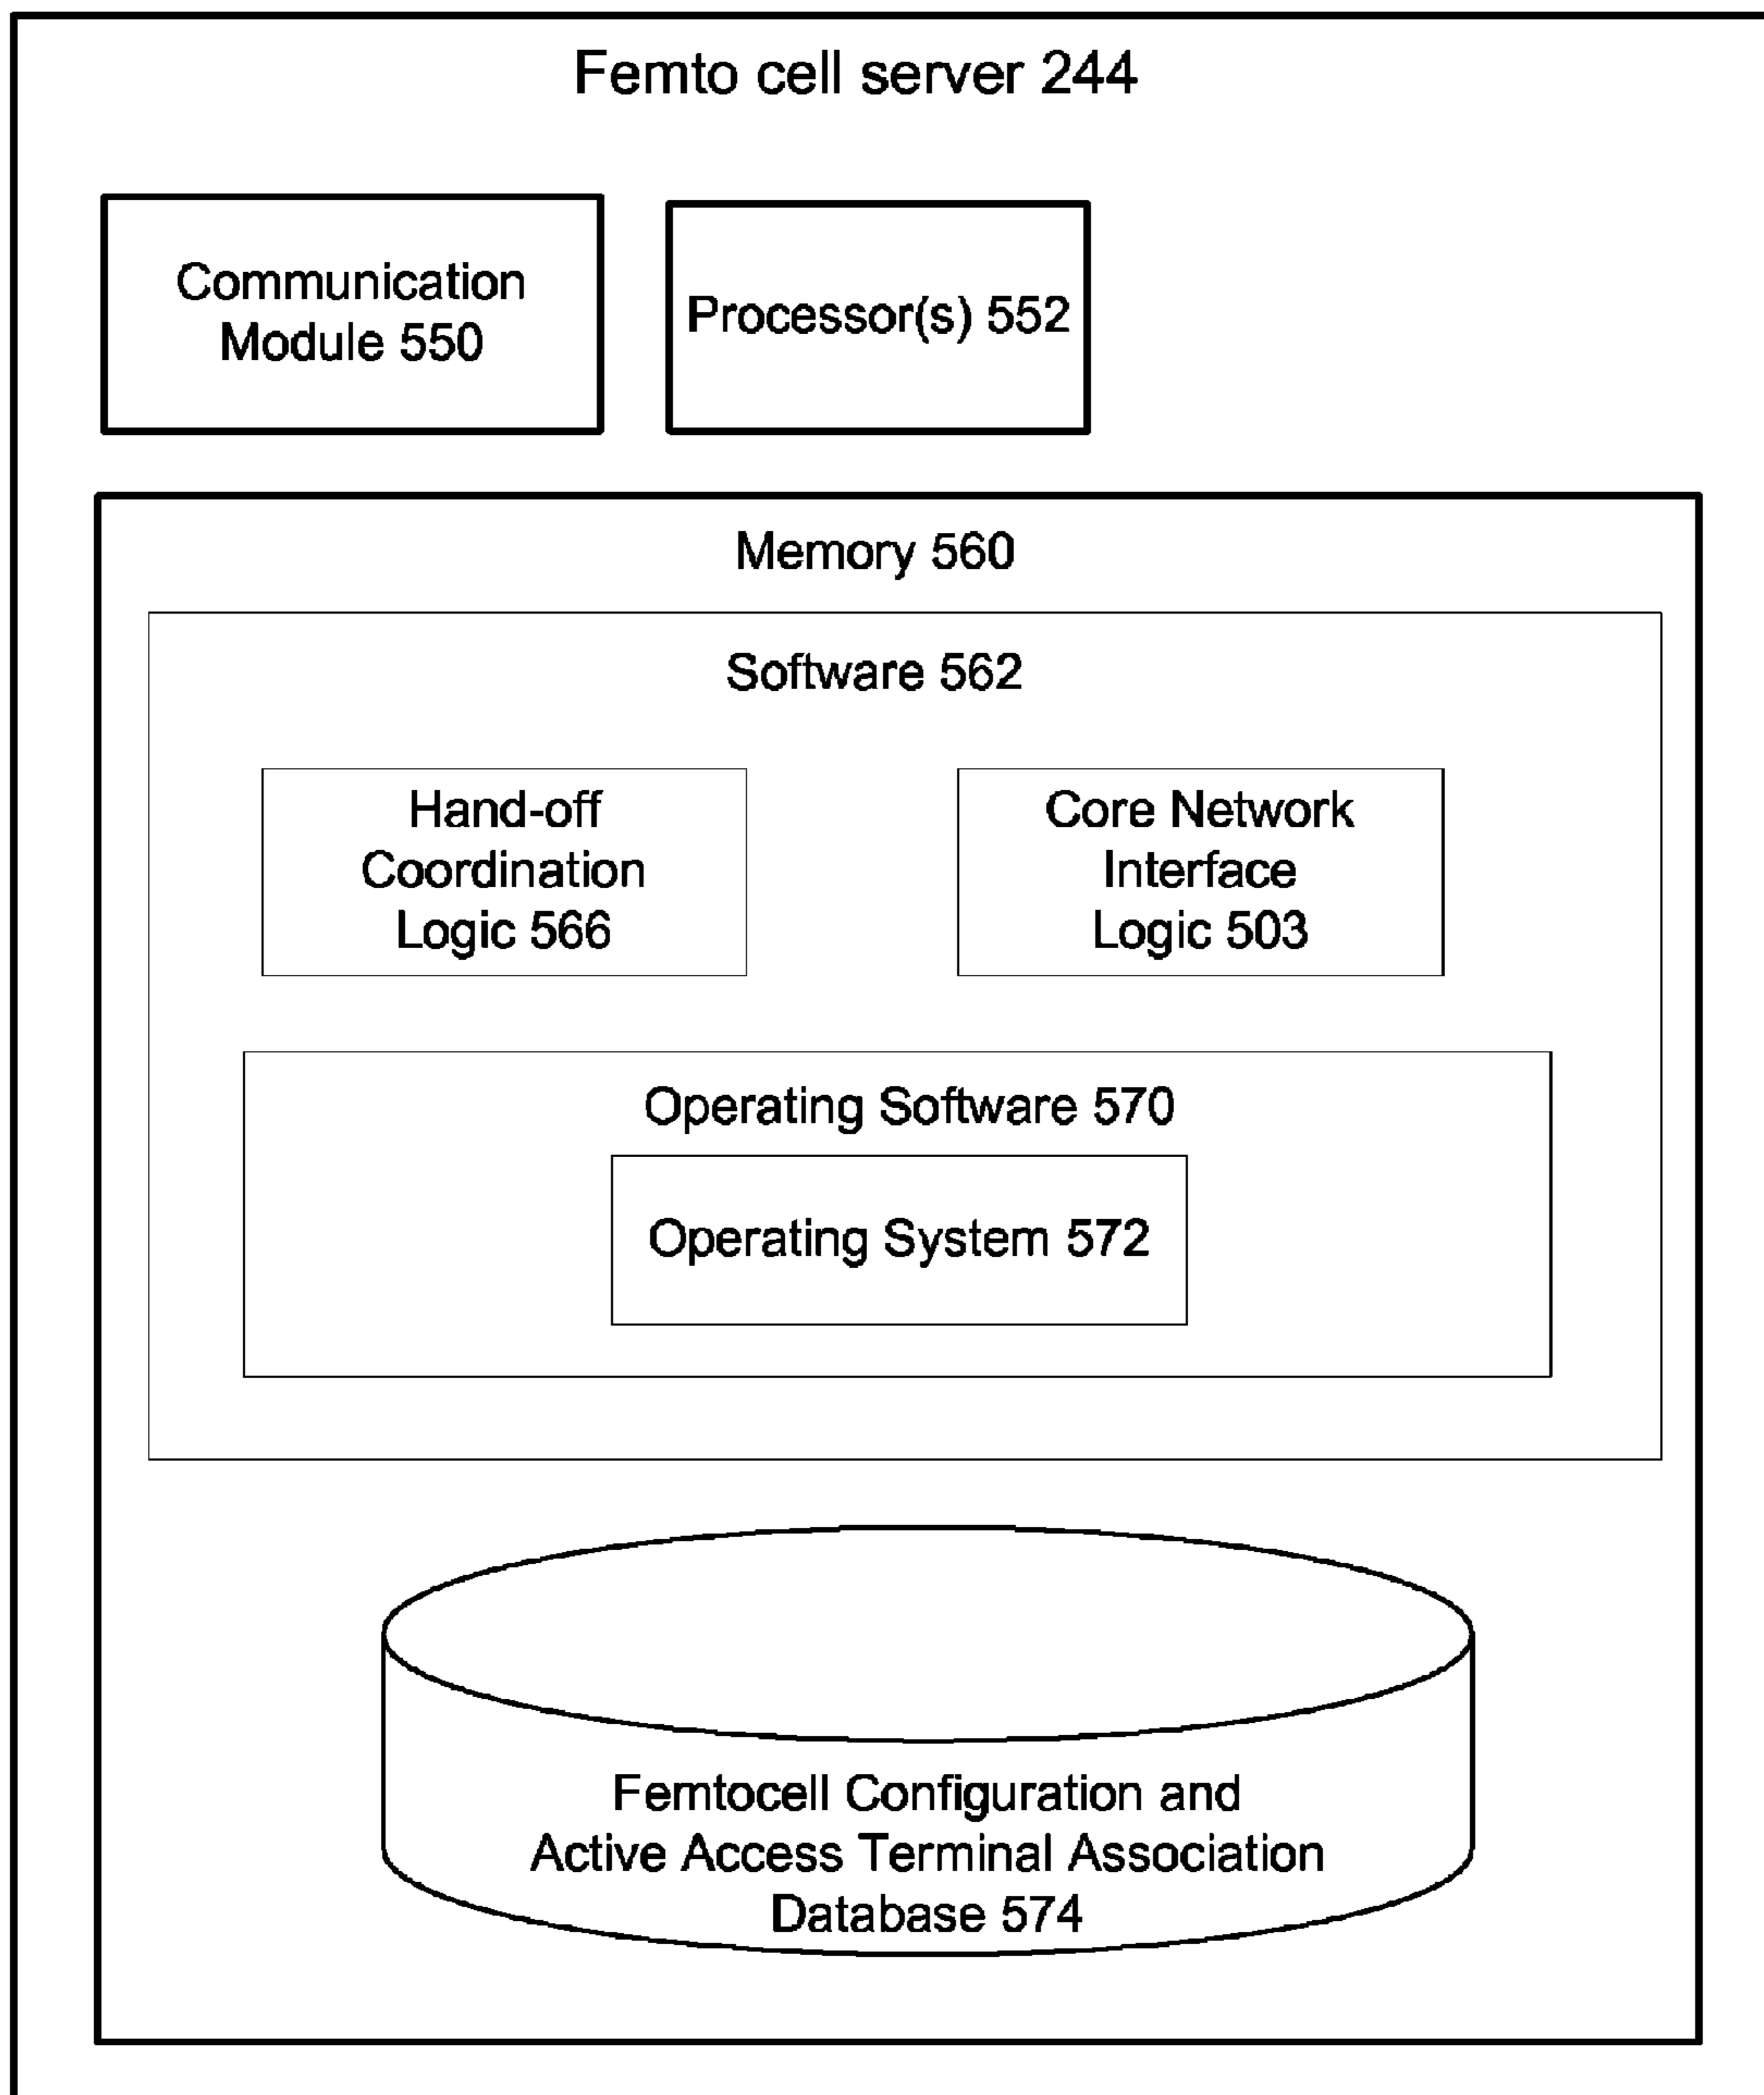 Femto cell server 244
Communication
Module 550
Processor(s) 552
Memory 560
Software 562
Hand-off
Coordination
Logic 566
Core Network
Interface
Logic 503
Operating Software 570
Operating System 572
Femtocell Configuration and
Active Access Terminal Association
Database 574